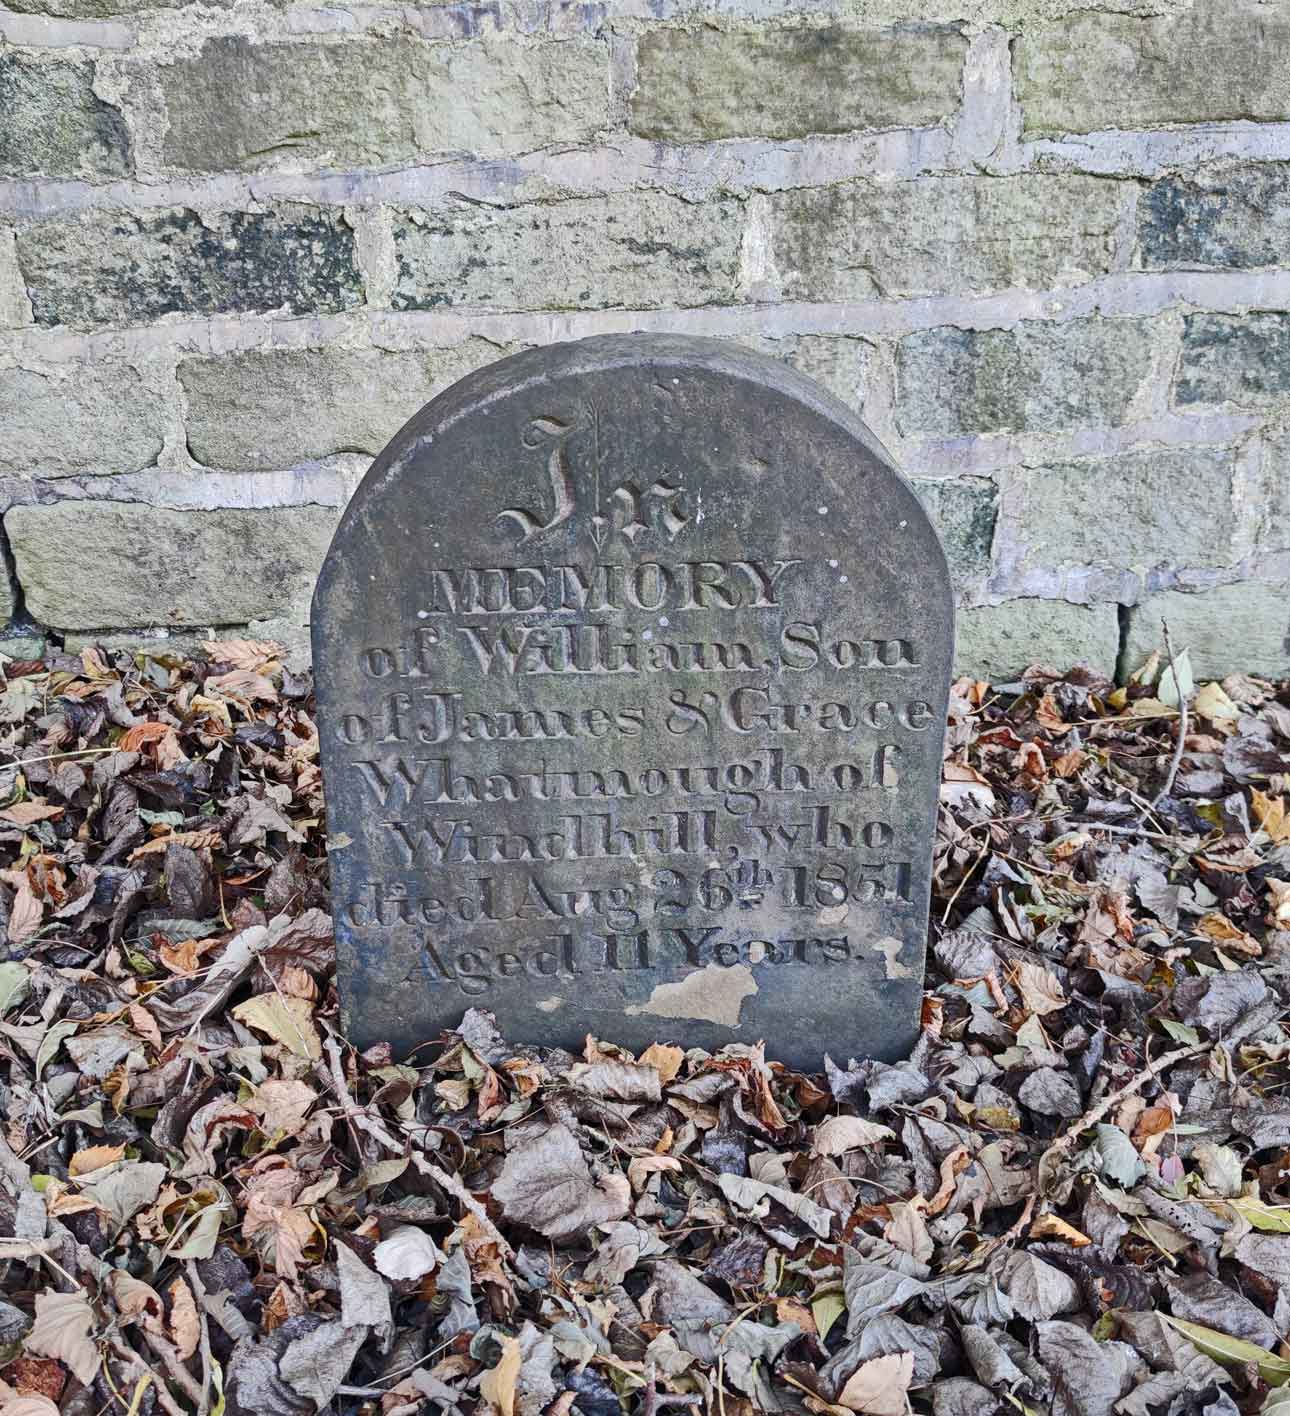 In
MEMORY
of William, Son
of James & Grace
Whatmough of
Windhill, who
died Aug 26th 1851
Aged 11 Years.